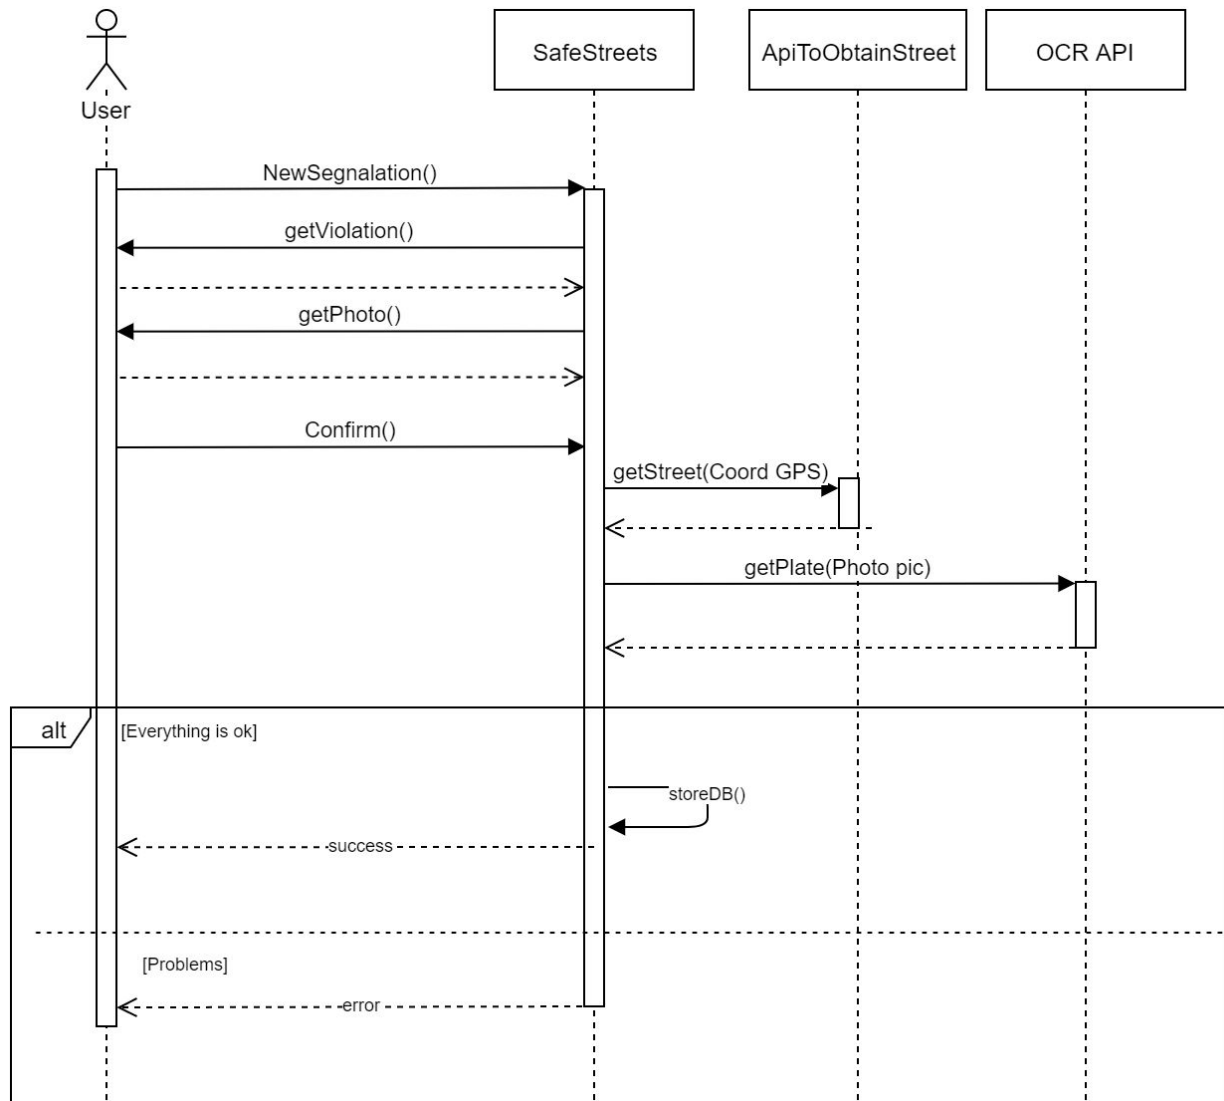 SafeStreets
ApiToObtainStreet
OCR API
User
NewSegnalation()
getViolation()
getPhoto()
Confirm()
getStreet(Coord GPS)
getPlate(Photo pic)
alt
[Everything is ok]
storeDB()
success
[Problems]
error